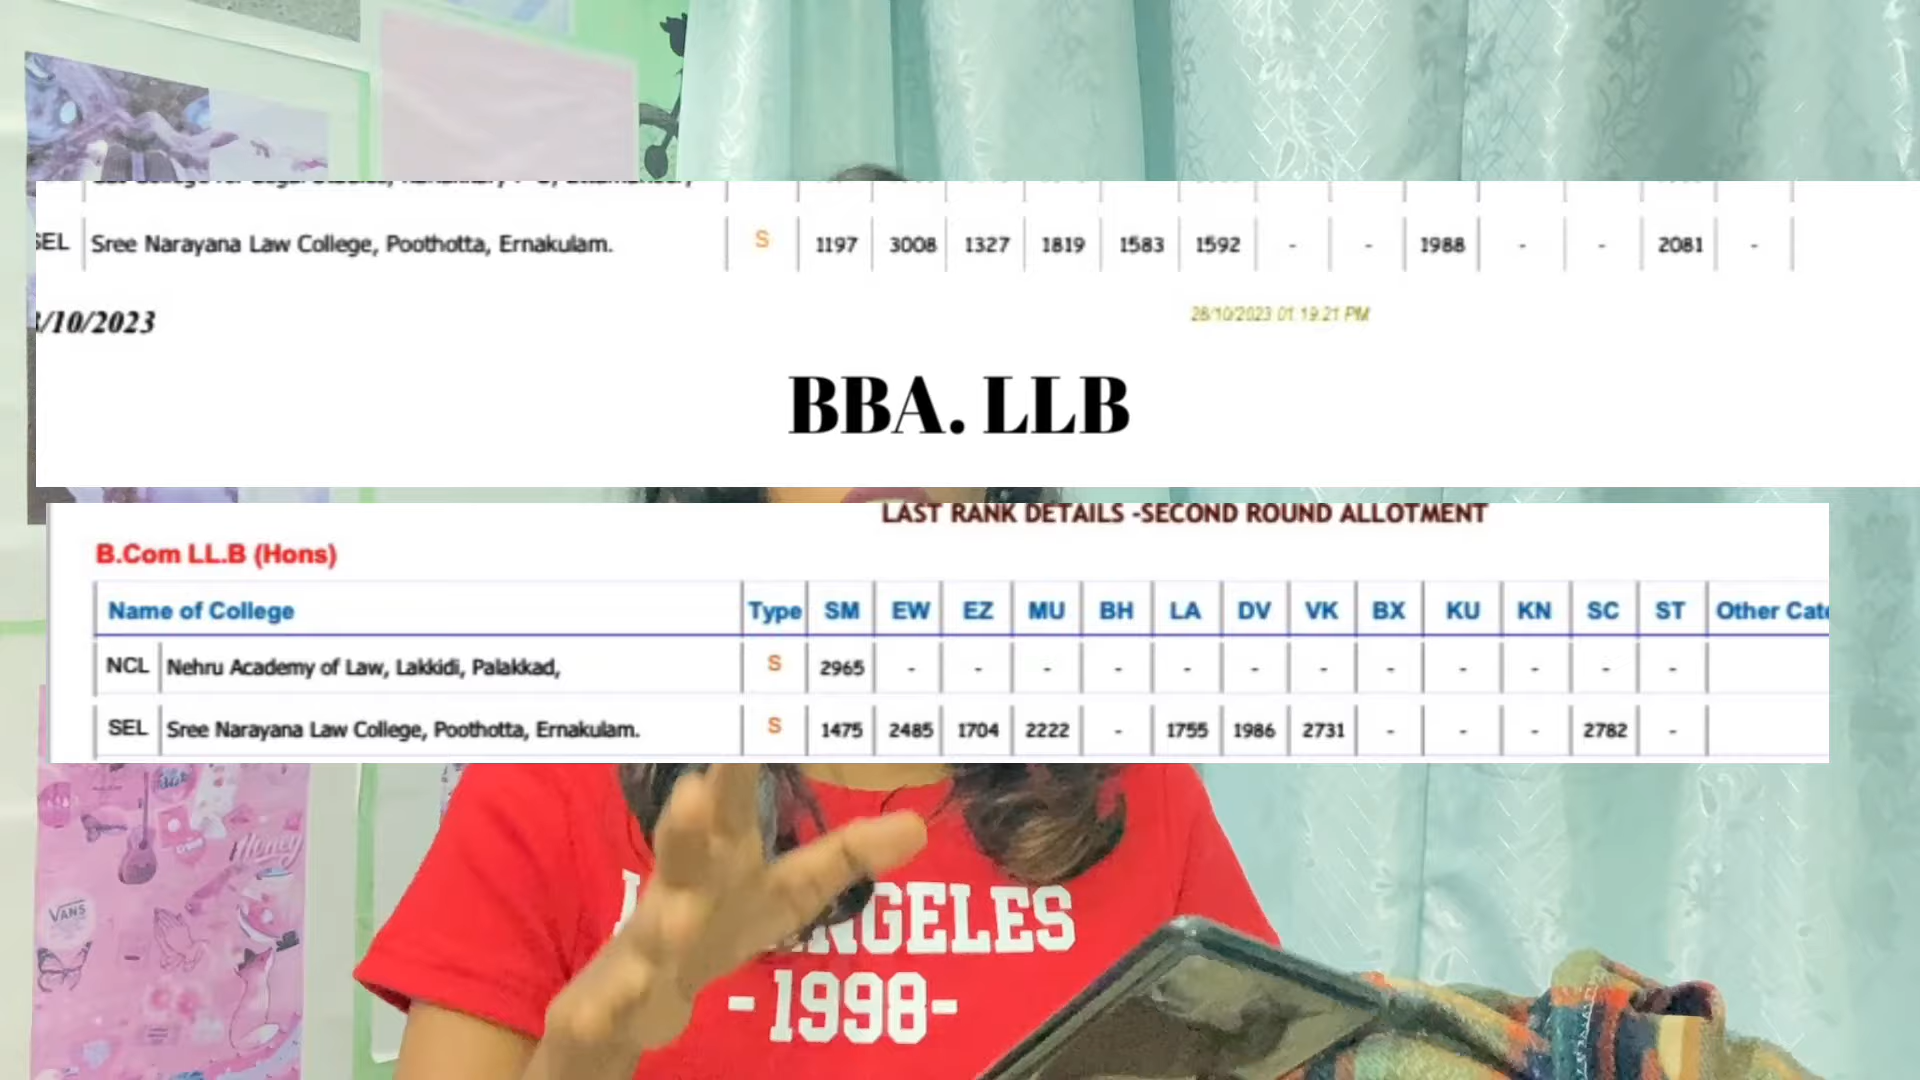 SEL Sree Narayana Law College, Poothotta, Ernakulam. S 1197 3008 1327 1819 1583 1592 - - 1988 - - 2081 -
/10/2023
28/10/2023 01.19.21 PM
BBA. LLB
LAST RANK DETAILS -SECOND ROUND ALLOTMENT
B.Com LL.B (Hons)
Name of College Type SM EW EZ MU BH LA DV VK BX KU KN SC ST Other Cate
NCL Nehru Academy of Law, Lakkidi, Palakkad, S 2965 - - - - - - - - - - - -
SEL Sree Narayana Law College, Poothotta, Ernakulam. S 1475 2485 1704 2222 - 1755 1986 2731 - - - 2782 -
Honey
VANS
ANGELES
-1998-